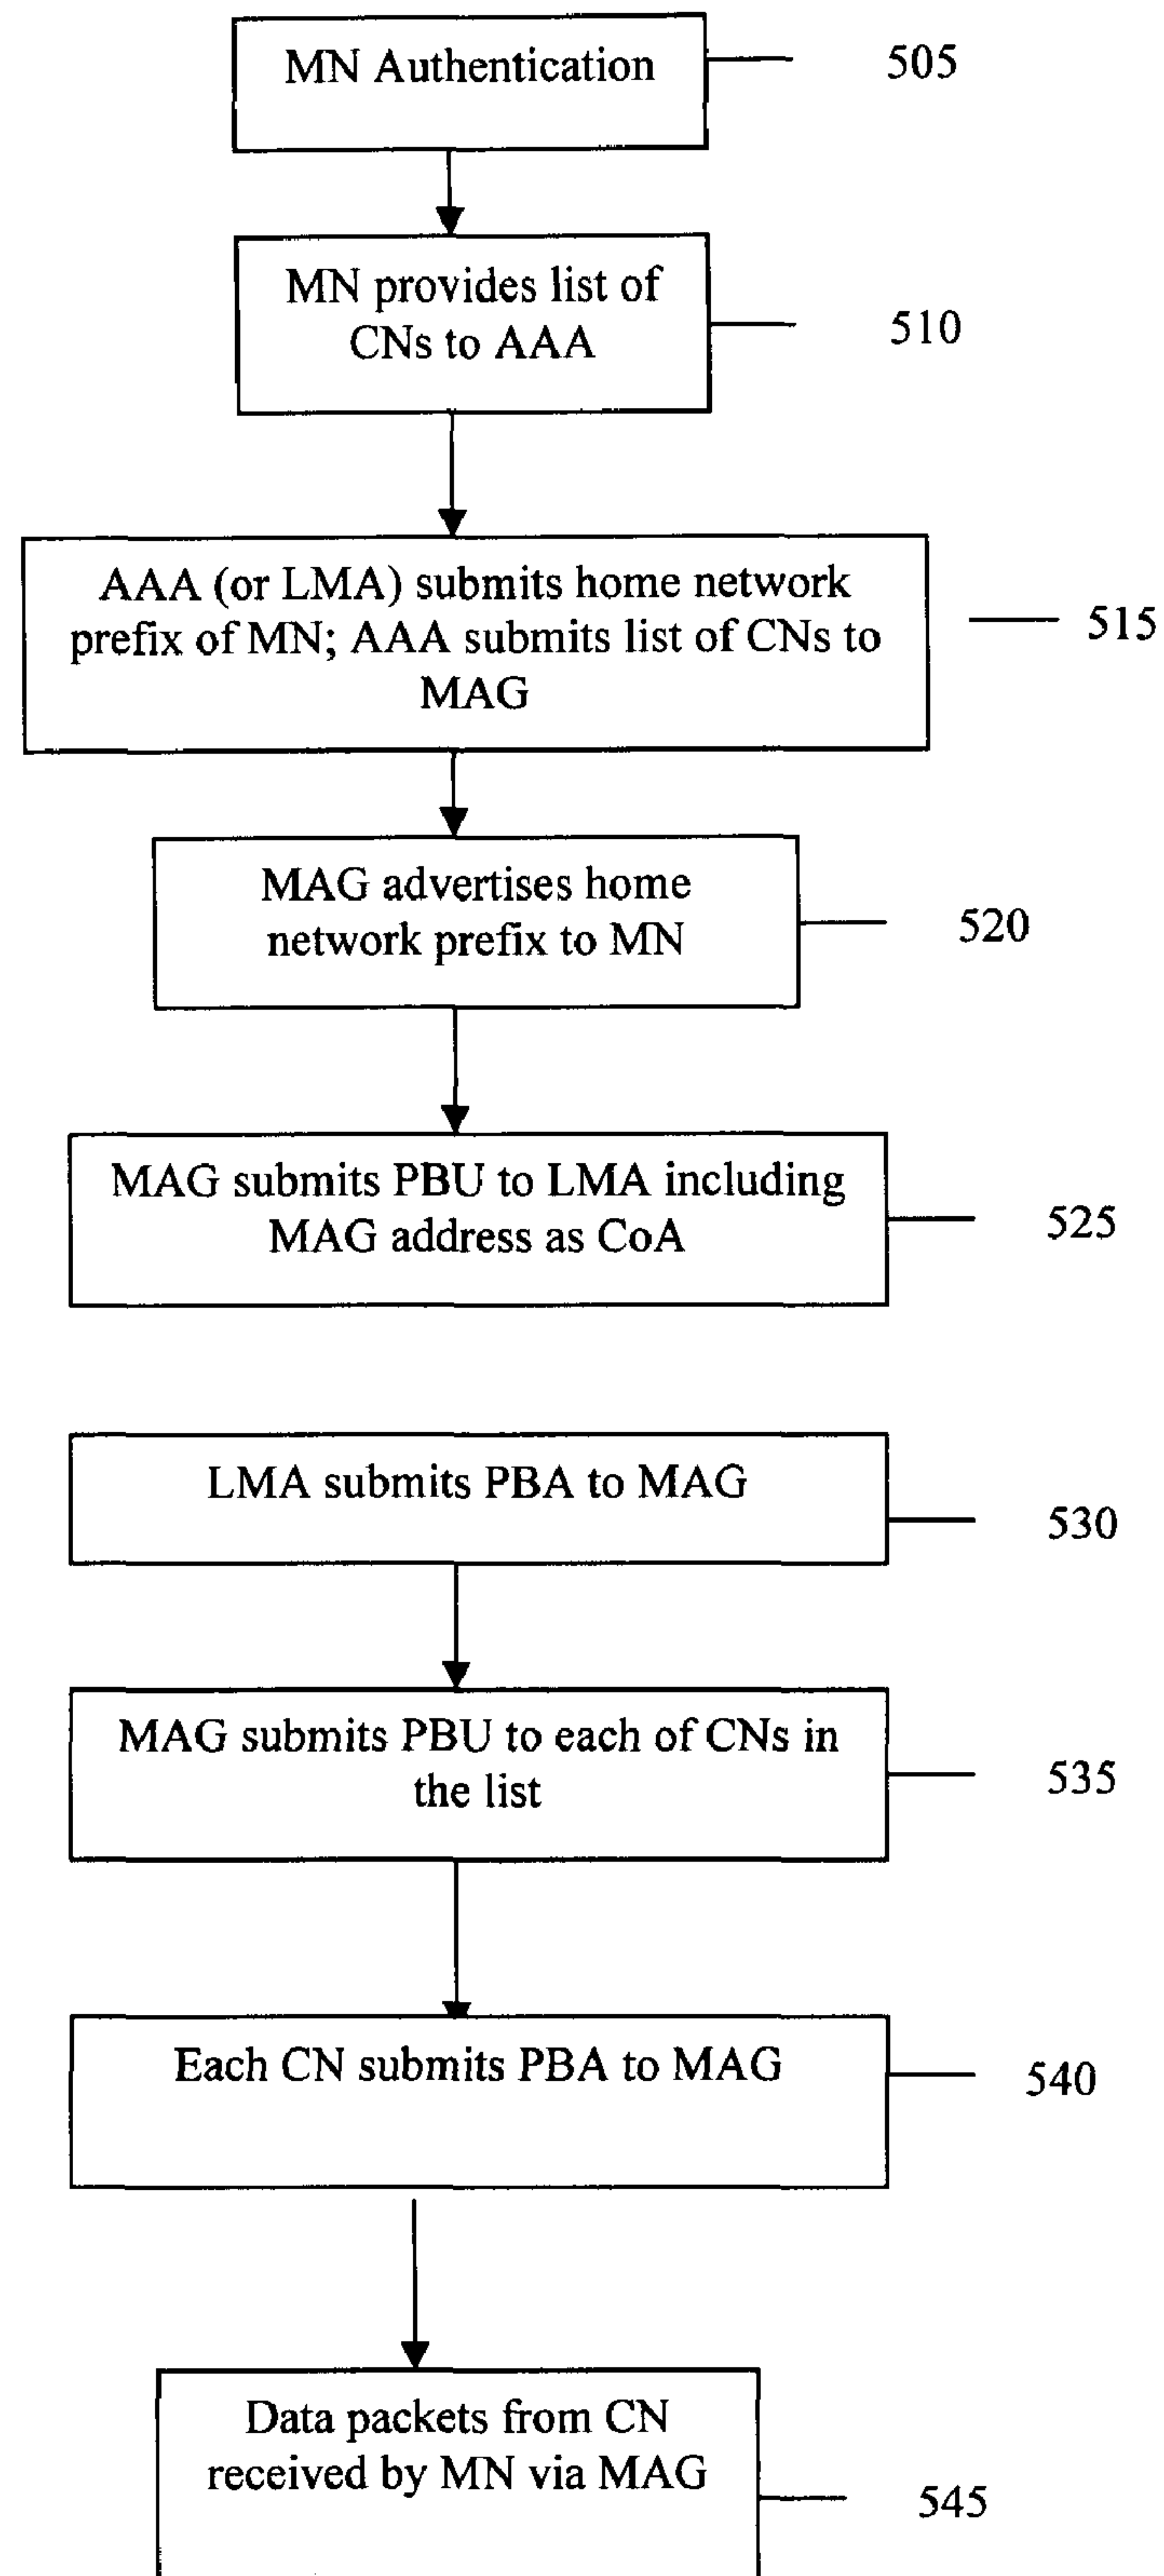 MN Authentication
505
MN provides list of
CNs to AAA
510
AAA (or LMA) submits home network
prefix of MN; AAA submits list of CNs to
MAG
515
MAG advertises home
network prefix to MN
520
MAG submits PBU to LMA including
MAG address as CoA
525
LMA submits PBA to MAG
530
MAG submits PBU to each of CNs in
the list
535
Each CN submits PBA to MAG
540
Data packets from CN
received by MN via MAG
545